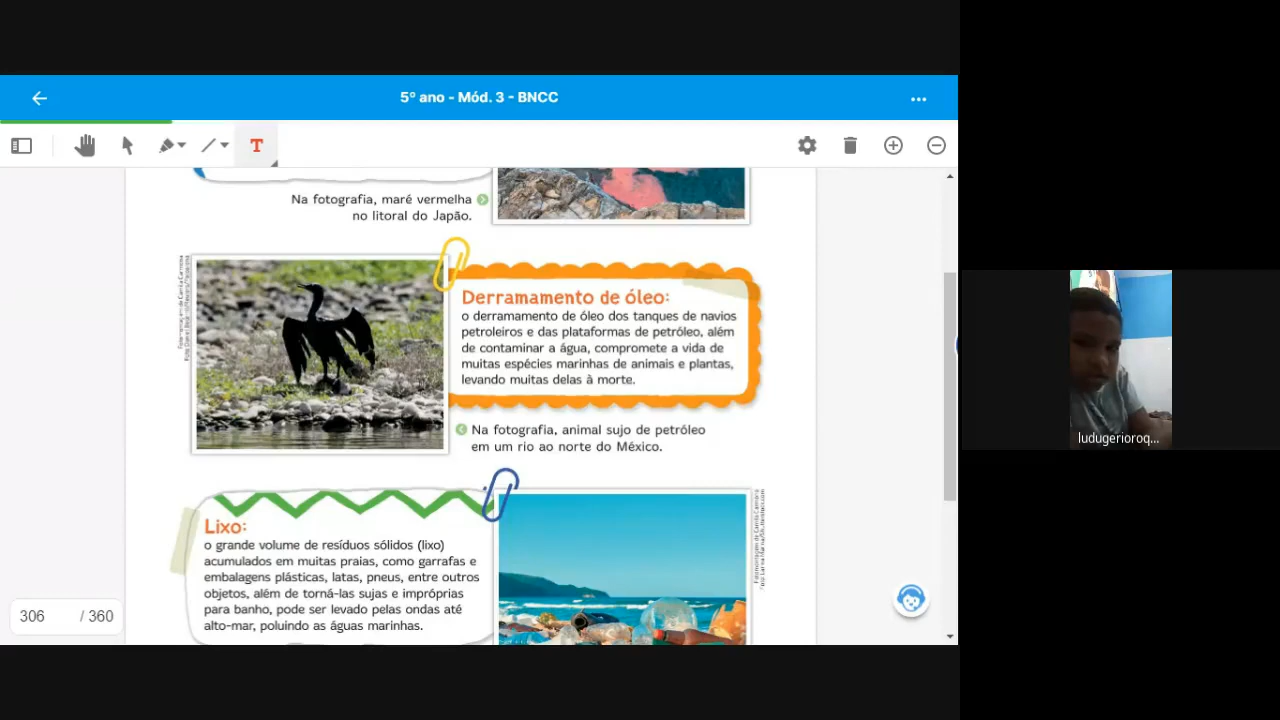 5º ano - Mód. 3 - BNCC
T
Na fotografia, maré vermelha
no litoral do Japão.
Derramamento de óleo:
o derramamento de óleo dos tanques de navios
petroleiros e das plataformas de petróleo, além
de contaminar a água, compromete a vida de
muitas espécies marinhas de animais e plantas,
levando muitas delas à morte.
Na fotografia, animal sujo de petróleo
em um rio ao norte do México.
Lixo:
o grande volume de resíduos sólidos (lixo)
acumulados em muitas praias, como garrafas e
embalagens plásticas, latas, pneus, entre outros
objetos, além de torná-las sujas e impróprias
para banho, pode ser levado pelas ondas até
alto-mar, poluindo as águas marinhas.
306 / 360
ludugerioroq...